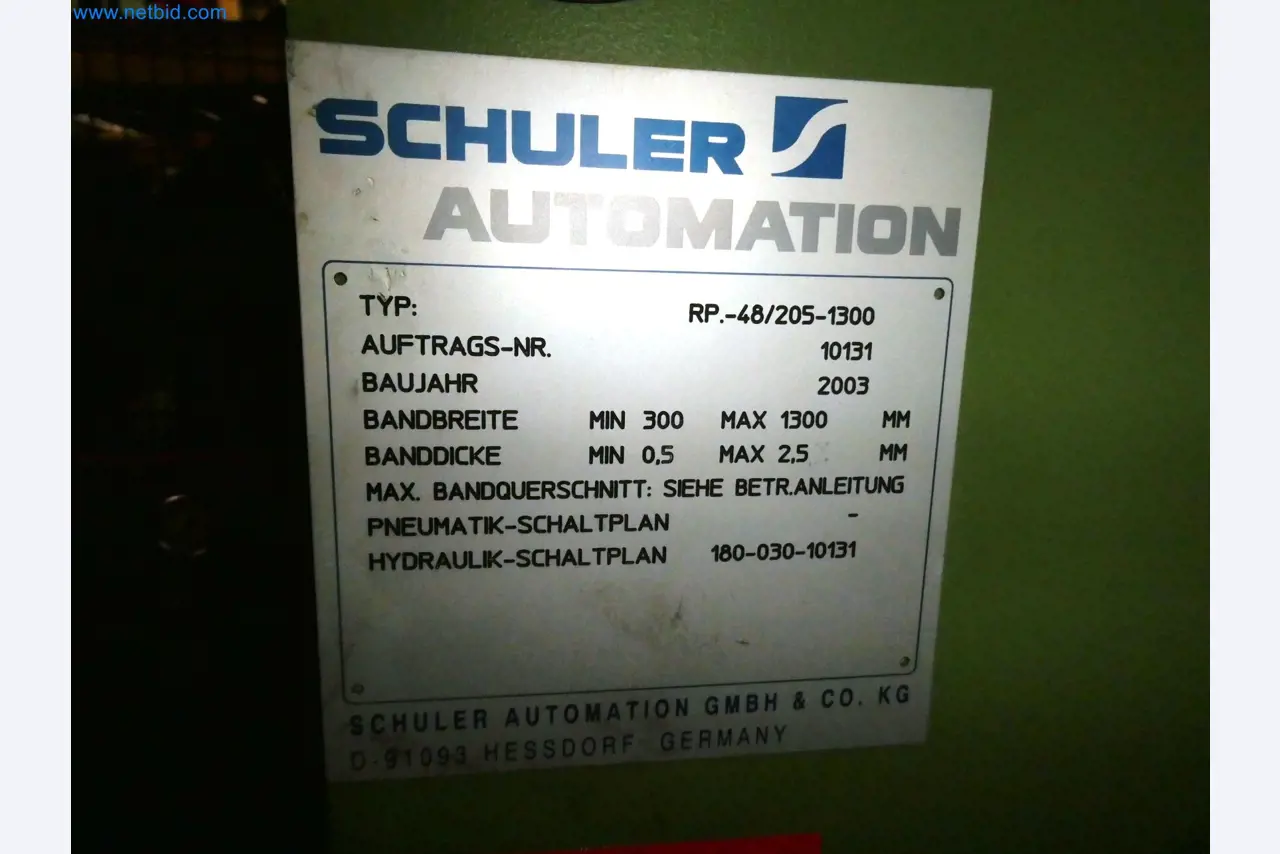 www.netbid.com
SCHULER
AUTOMATION
TYP: RP.-48/205-1300
AUFTRAGS-NR. 10131
BAUJAHR 2003
BANDBREITE MIN 300 MAX 1300 MM
BANDDICKE MIN 0,5 MAX 2,5 MM
MAX. BANDQUERSCHNITT: SIEHE BETR.ANLEITUNG
PNEUMATIK-SCHALTPLAN -
HYDRAULIK-SCHALTPLAN 180-030-10131
SCHULER AUTOMATION GMBH & CO. KG
D-91093 HESSDORF GERMANY